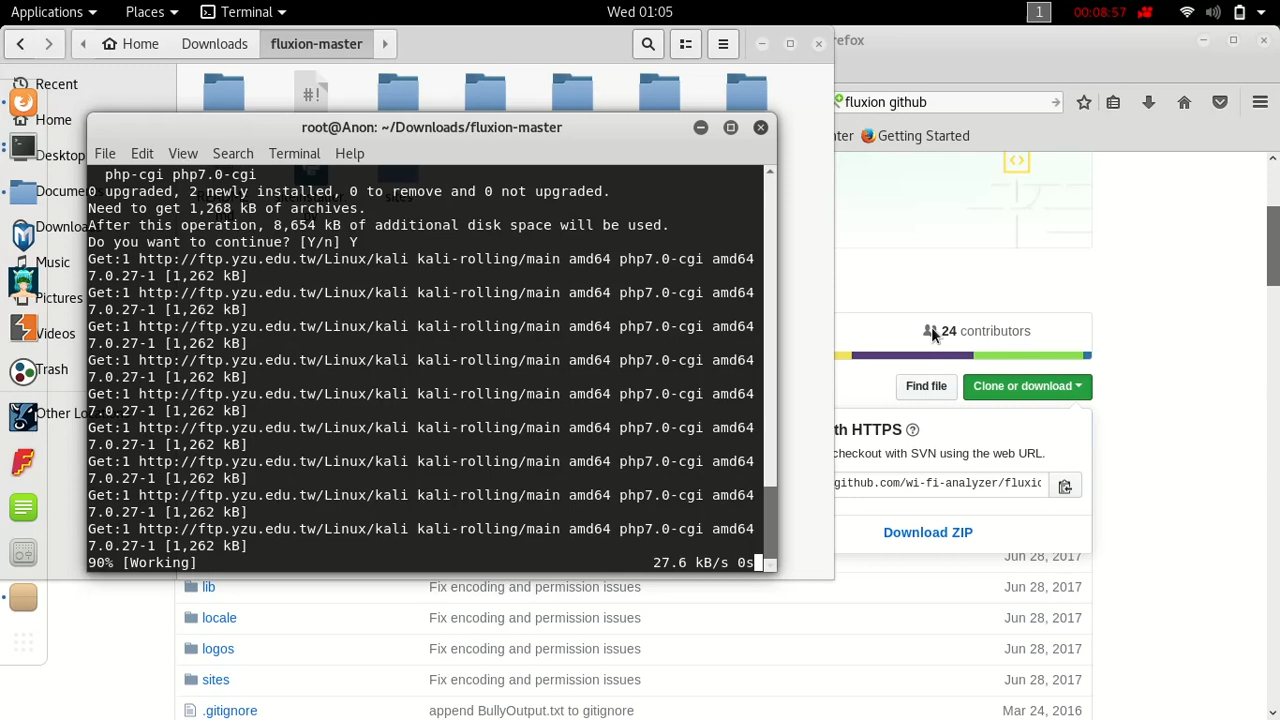 Applications
Places
Terminal
Wed 01:05
1
00:08:57
Home
Downloads
fluxion-master
refox
Recent
Home
Desktop
Docume
Downloa
Music
Pictures
Videos
Trash
Other Lo
fluxion github
Getting Started
#!
root@Anon: ~/Downloads/fluxion-master
File Edit View Search Terminal Help
php-cgi php7.0-cgi
0 upgraded, 2 newly installed, 0 to remove and 0 not upgraded.
Need to get 1,268 kB of archives.
After this operation, 8,654 kB of additional disk space will be used.
Do you want to continue? [Y/n] Y
Get:1 http://ftp.yzu.edu.tw/Linux/kali kali-rolling/main amd64 php7.0-cgi amd64
7.0.27-1 [1,262 kB]
Get:1 http://ftp.yzu.edu.tw/Linux/kali kali-rolling/main amd64 php7.0-cgi amd64
7.0.27-1 [1,262 kB]
Get:1 http://ftp.yzu.edu.tw/Linux/kali kali-rolling/main amd64 php7.0-cgi amd64
7.0.27-1 [1,262 kB]
Get:1 http://ftp.yzu.edu.tw/Linux/kali kali-rolling/main amd64 php7.0-cgi amd64
7.0.27-1 [1,262 kB]
Get:1 http://ftp.yzu.edu.tw/Linux/kali kali-rolling/main amd64 php7.0-cgi amd64
7.0.27-1 [1,262 kB]
Get:1 http://ftp.yzu.edu.tw/Linux/kali kali-rolling/main amd64 php7.0-cgi amd64
7.0.27-1 [1,262 kB]
Get:1 http://ftp.yzu.edu.tw/Linux/kali kali-rolling/main amd64 php7.0-cgi amd64
7.0.27-1 [1,262 kB]
Get:1 http://ftp.yzu.edu.tw/Linux/kali kali-rolling/main amd64 php7.0-cgi amd64
7.0.27-1 [1,262 kB]
Get:1 http://ftp.yzu.edu.tw/Linux/kali kali-rolling/main amd64 php7.0-cgi amd64
7.0.27-1 [1,262 kB]
90% [Working] 27.6 kB/s 0s
24 contributors
Find file
Clone or download
th HTTPS
checkout with SVN using the web URL.
github.com/wi-fi-analyzer/fluxic
Download ZIP
Jun 28, 2017
lib Fix encoding and permission issues Jun 28, 2017
locale Fix encoding and permission issues Jun 28, 2017
logos Fix encoding and permission issues Jun 28, 2017
sites Fix encoding and permission issues Jun 28, 2017
.gitignore append BullyOutput.txt to gitignore Mar 24, 2016